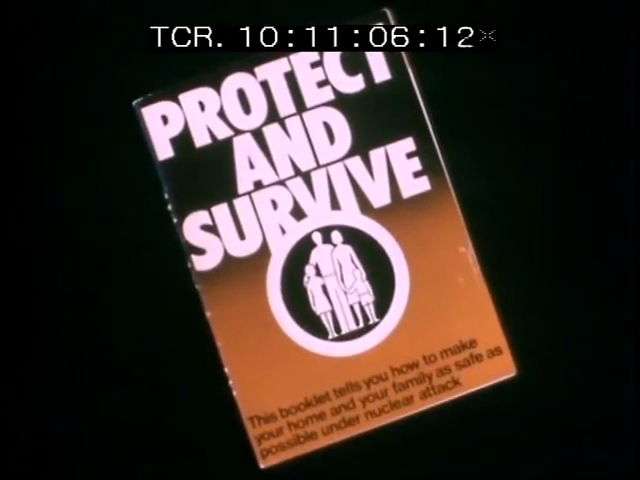 TCR. 10:11:06:12
PROTECT
AND
SURVIVE
This booklet tells you how to make
your home and your family as safe as
possible under nuclear attack